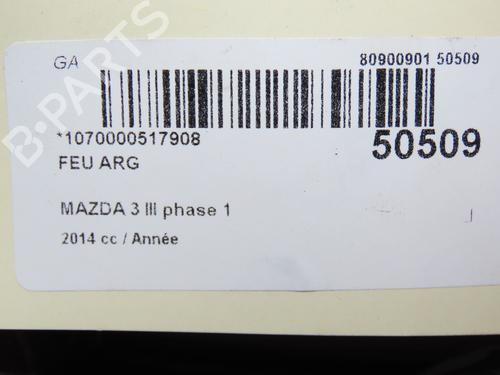 GA 80900901 50509
*1070000517908 50509
FEU ARG
MAZDA 3 III phase 1
2014 cc / Année
B-PARTS